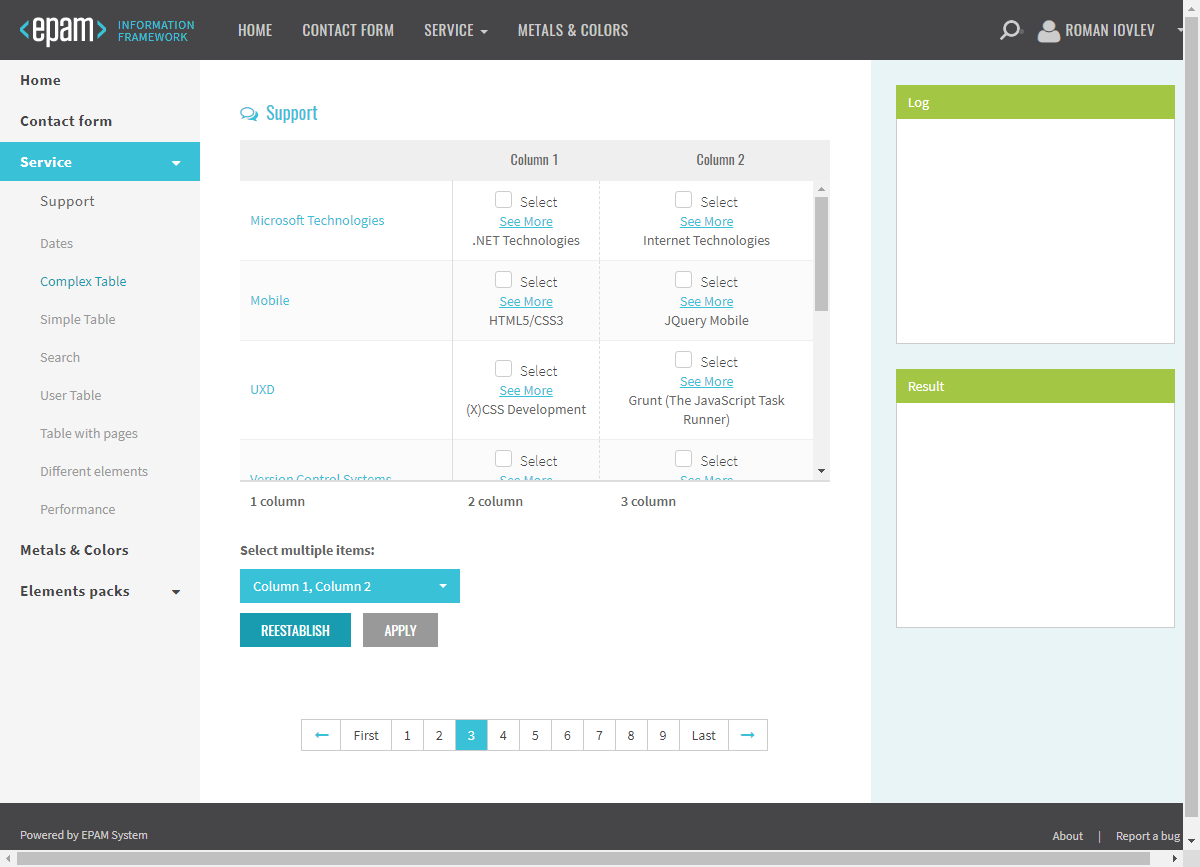 <epam>
INFORMATION
FRAMEWORK
HOME
CONTACT FORM
SERVICE
METALS & COLORS
ROMAN IOVLEV
Home
Contact form
Service
Support
Dates
Complex Table
Simple Table
Search
User Table
Table with pages
Different elements
Performance
Metals & Colors
Elements packs
Support
Column 1
Column 2
Microsoft Technologies
Select
See More
.NET Technologies
Select
See More
Internet Technologies
Mobile
Select
See More
HTML5/CSS3
Select
See More
JQuery Mobile
UXD
Select
See More
(X)CSS Development
Select
See More
Grunt (The JavaScript Task
Runner)
Version Control Systems
Select
See More
Select
See More
1 column
2 column
3 column
Select multiple items:
Column 1, Column 2
REESTABLISH
APPLY
← First 1 2 3 4 5 6 7 8 9 Last →
Log
Result
Powered by EPAM System
About | Report a bug